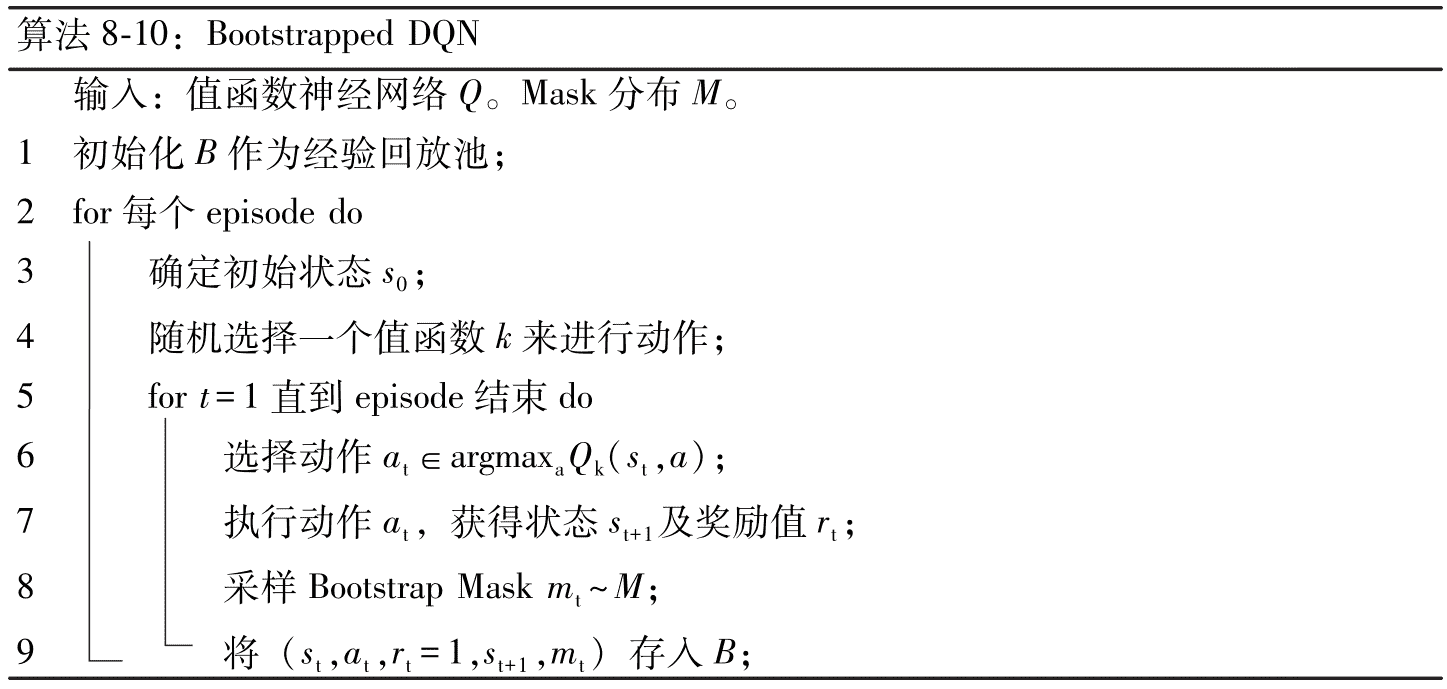 算法 8-10：Bootstrapped DQN
输入：值函数神经网络 Q。Mask 分布 M。
1 初始化 B 作为经验回放池；
2 for 每个 episode do
3 确定初始状态 s₀；
4 随机选择一个值函数 k 来进行动作；
5 for t=1 直到 episode 结束 do
6 选择动作 aₜ∈argmaxₐQₖ(sₜ,a)；
7 执行动作 aₜ，获得状态 sₜ₊₁及奖励值 rₜ；
8 采样 Bootstrap Mask mₜ~M；
9 将（sₜ,aₜ,rₜ=1,sₜ₊₁,mₜ）存入 B；